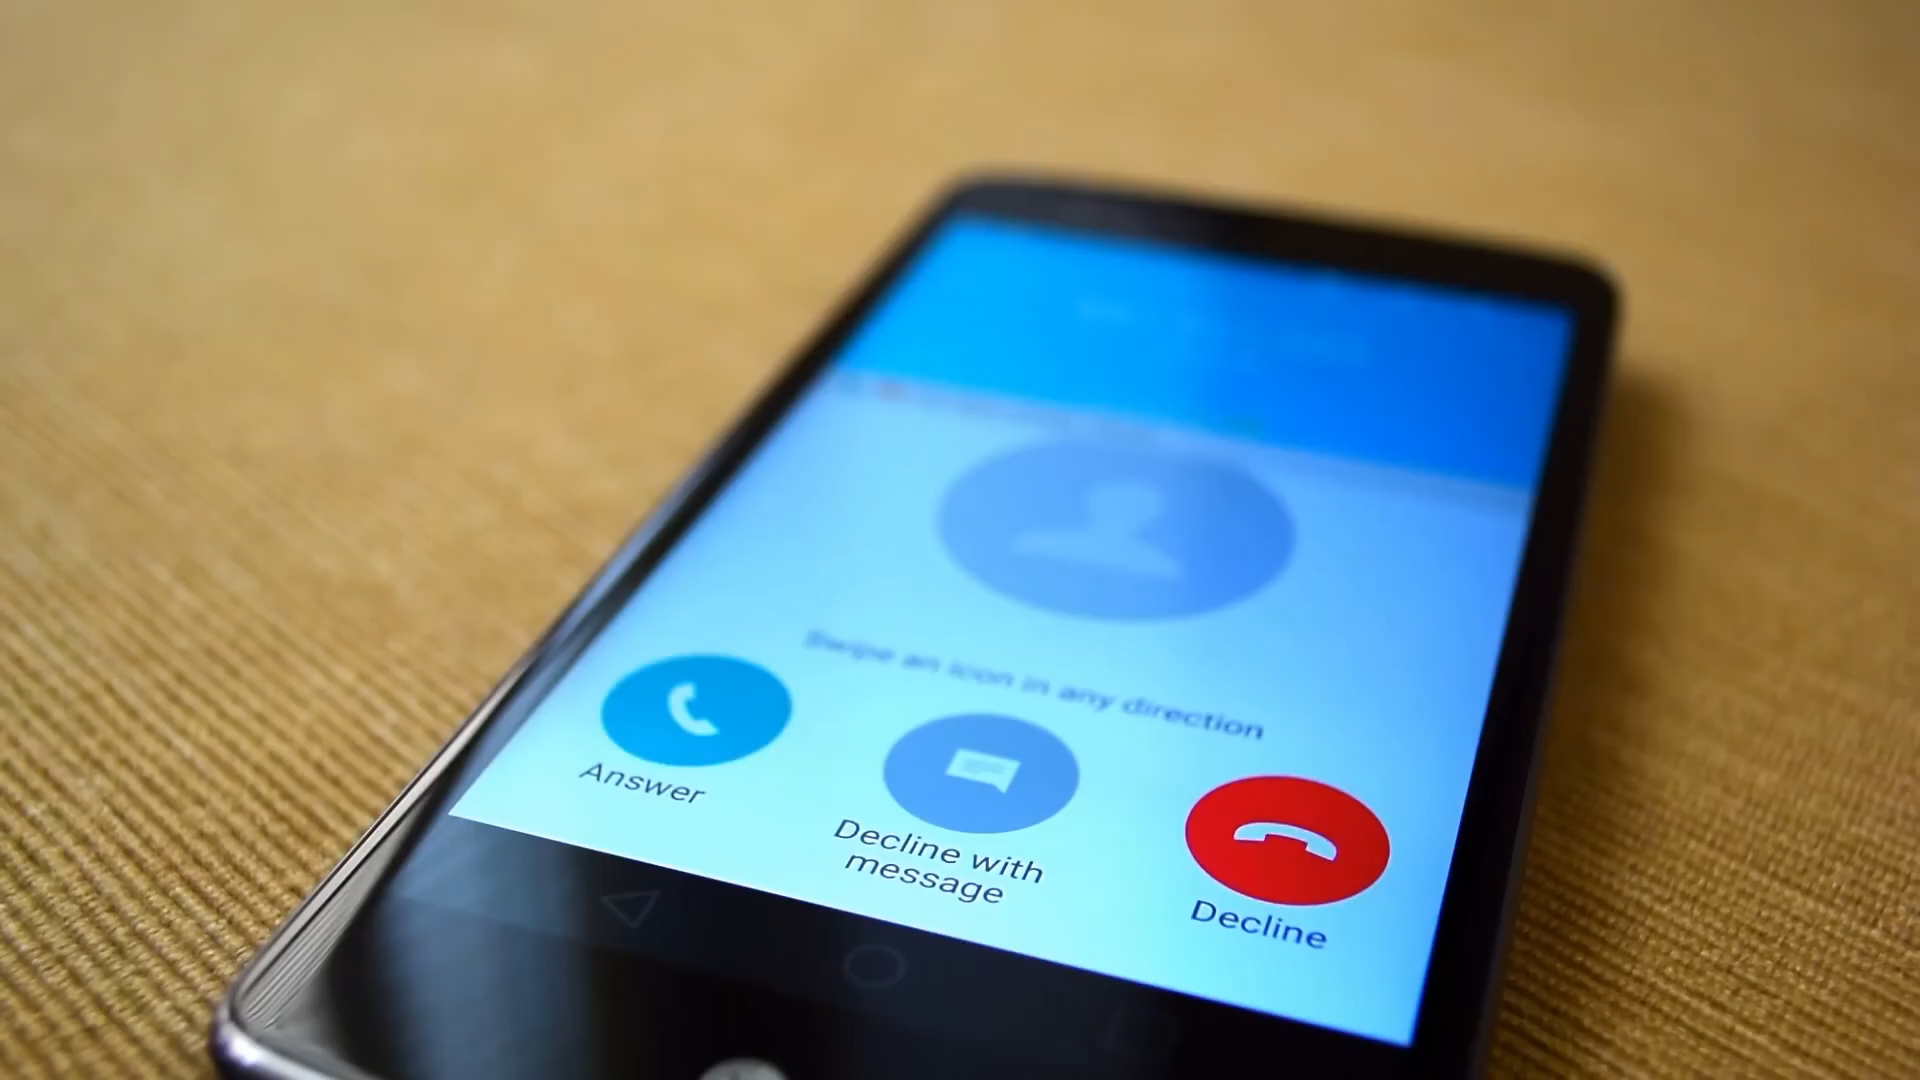 Swipe an icon in any direction
Answer
Decline with
message
Decline